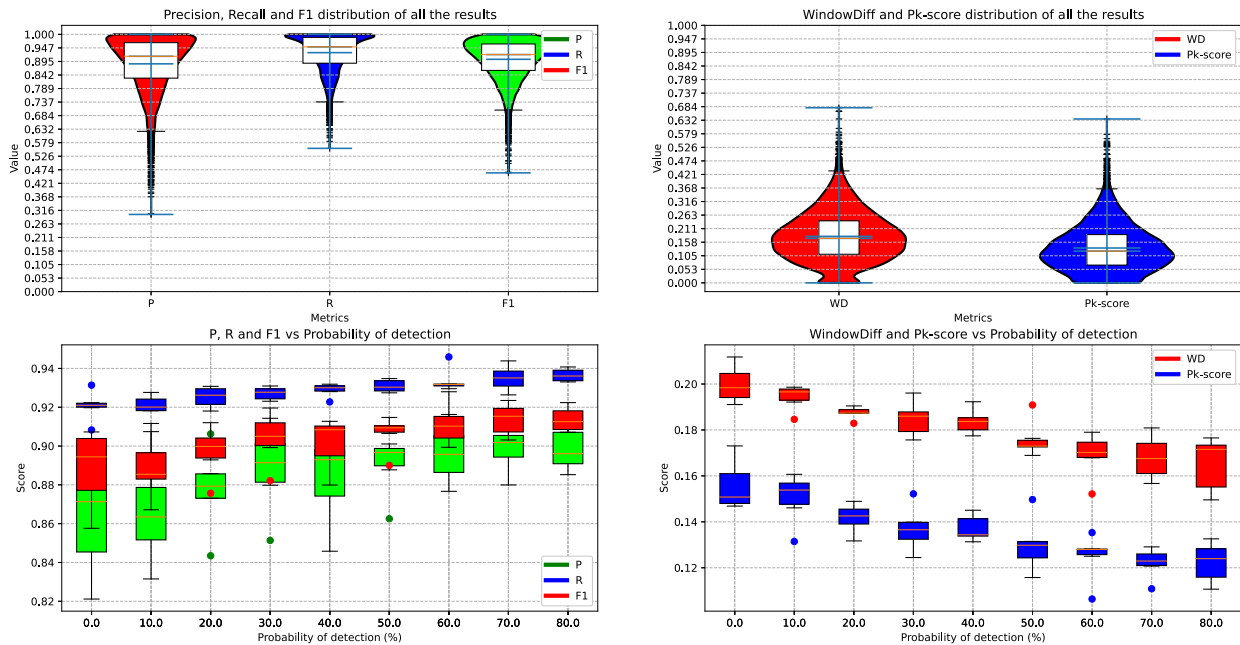 Precision, Recall and F1 distribution of all the results
1.000
0.947
0.895
0.842
0.789
0.737
0.684
0.632
0.579
0.526
0.474
0.421
0.368
0.316
0.263
0.211
0.158
0.105
0.053
0.000
Value
P
R
F1
P
R
F1
Metrics
WindowDiff and Pk-score distribution of all the results
1.000
0.947
0.895
0.842
0.789
0.737
0.684
0.632
0.579
0.526
0.474
0.421
0.368
0.316
0.263
0.211
0.158
0.105
0.053
0.000
Value
WD
Pk-score
WD
Pk-score
Metrics
P, R and F1 vs Probability of detection
0.94
0.92
0.90
0.88
0.86
0.84
0.82
Score
P
R
F1
0.0 10.0 20.0 30.0 40.0 50.0 60.0 70.0 80.0
Probability of detection (%)
WindowDiff and Pk-score vs Probability of detection
0.20
0.18
0.16
0.14
0.12
Score
WD
Pk-score
0.0 10.0 20.0 30.0 40.0 50.0 60.0 70.0 80.0
Probability of detection (%)